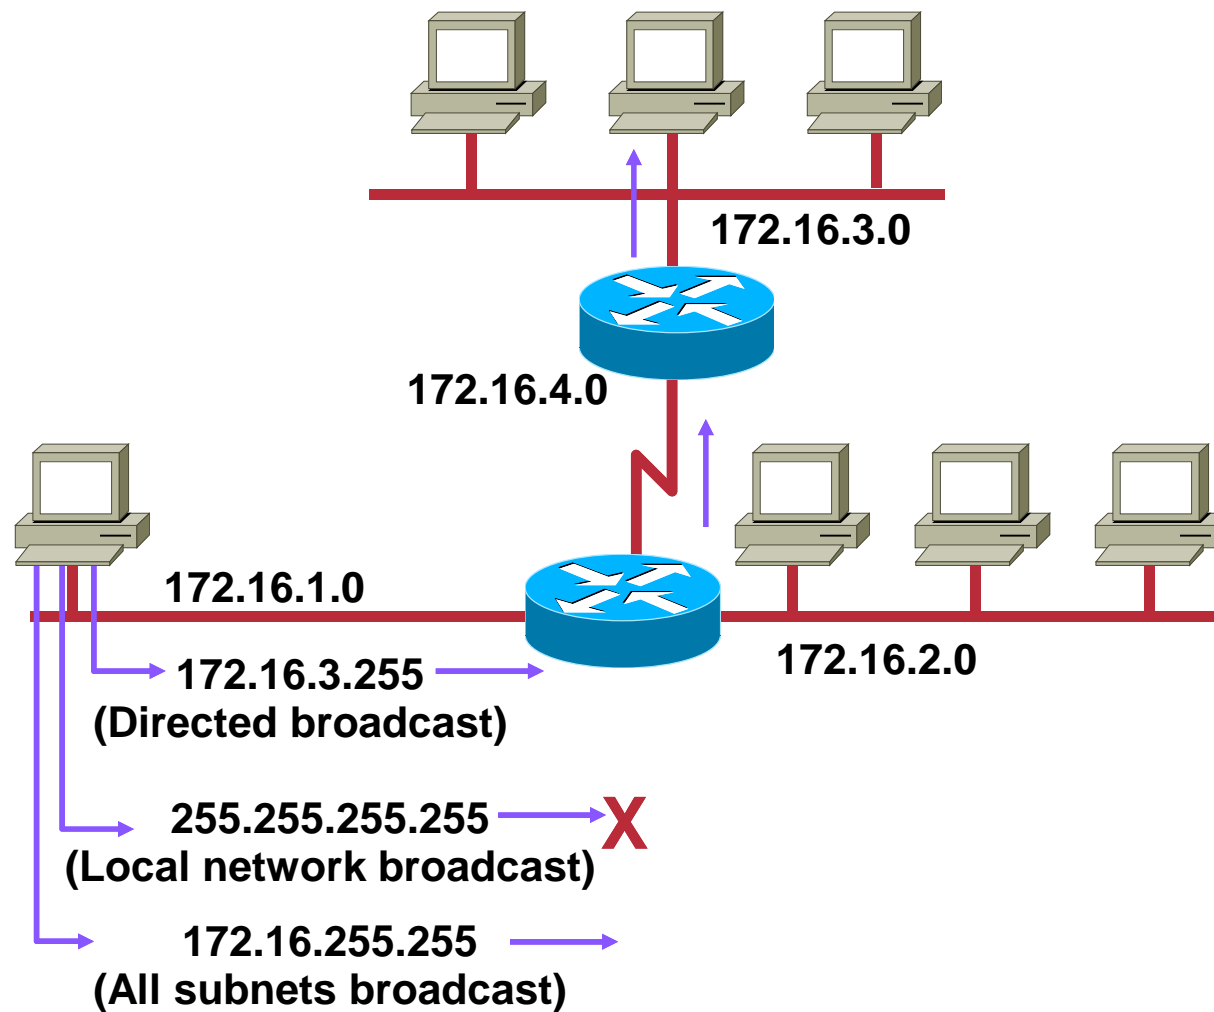 172.16.3.0
172.16.4.0
172.16.1.0
172.16.2.0
172.16.3.255
(Directed broadcast)
255.255.255.255
X
(Local network broadcast)
172.16.255.255
(All subnets broadcast)